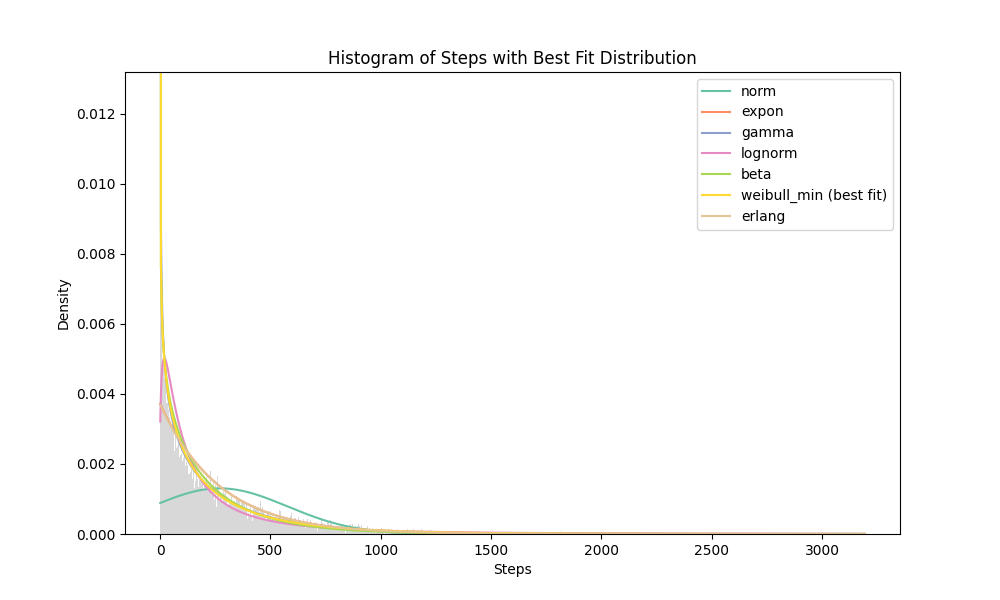 Histogram of Steps with Best Fit Distribution
norm
expon
gamma
lognorm
beta
weibull_min (best fit)
erlang
Density
0.012
0.010
0.008
0.006
0.004
0.002
0.000
0
500
1000
1500
2000
2500
3000
Steps